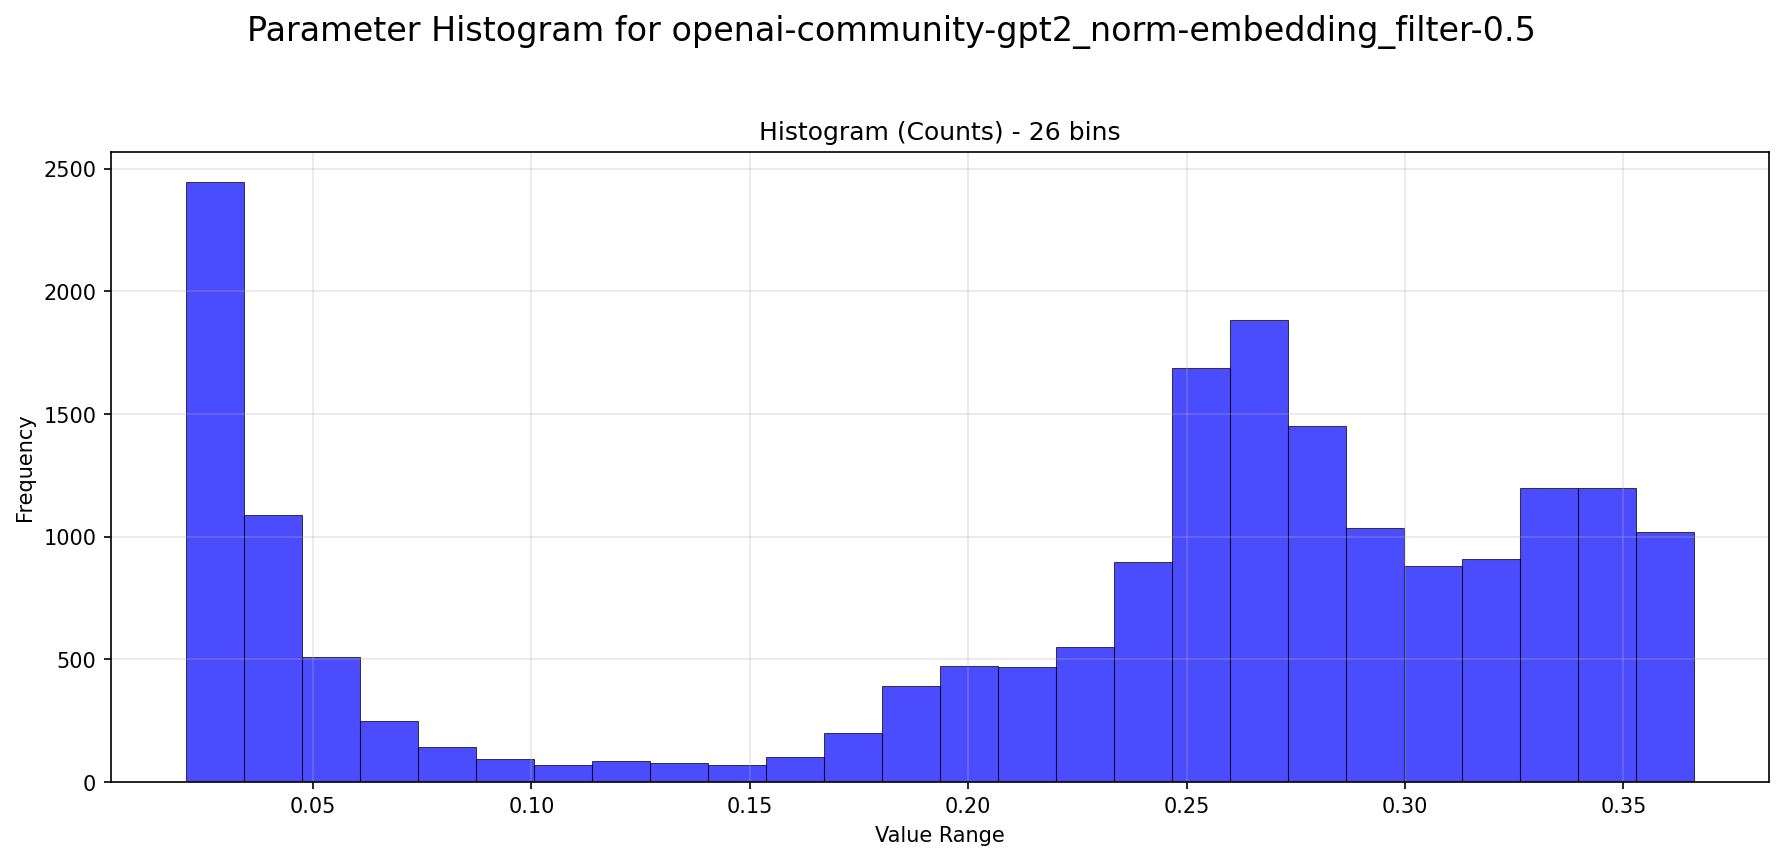 Parameter Histogram for openai-community-gpt2_norm-embedding_filter-0.5
Histogram (Counts) - 26 bins
2500
2000
1500
1000
500
0
Frequency
0.05 0.10 0.15 0.20 0.25 0.30 0.35
Value Range